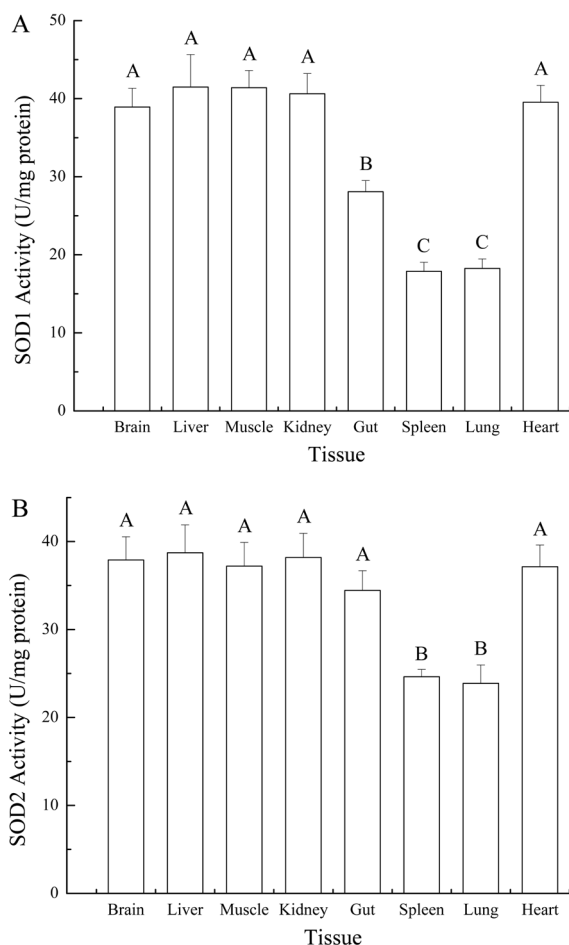 A
SOD1 Activity (U/mg protein)
50
40
30
20
10
0
A
A
A
A
B
C
C
A
Brain Liver Muscle Kidney Gut Spleen Lung Heart
Tissue
B
SOD2 Activity (U/mg protein)
40
30
20
10
0
A
A
A
A
A
B
B
A
Brain Liver Muscle Kidney Gut Spleen Lung Heart
Tissue